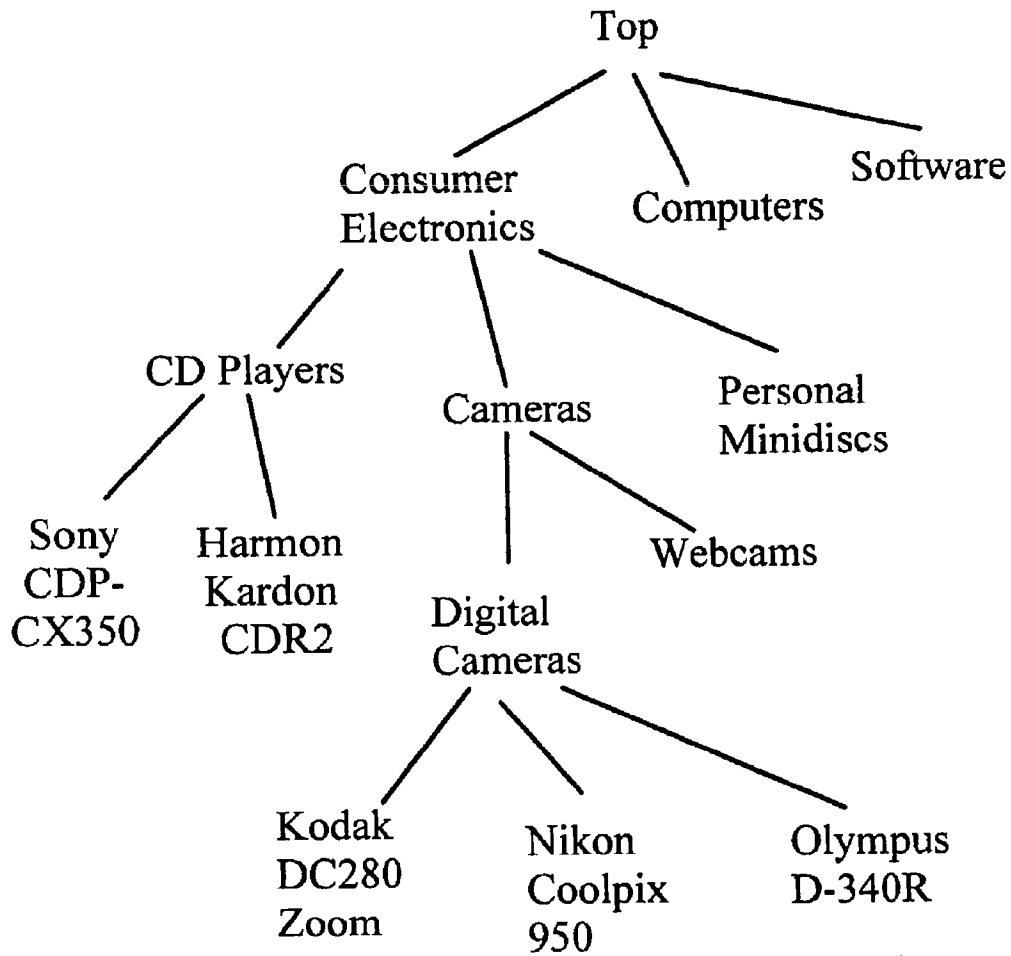 Top
Consumer
Electronics
Computers
Software
CD Players
Cameras
Personal
Minidiscs
Sony
CDP-
CX350
Harmon
Kardon
CDR2
Webcams
Digital
Cameras
Kodak
DC280
Zoom
Nikon
Coolpix
950
Olympus
D-340R